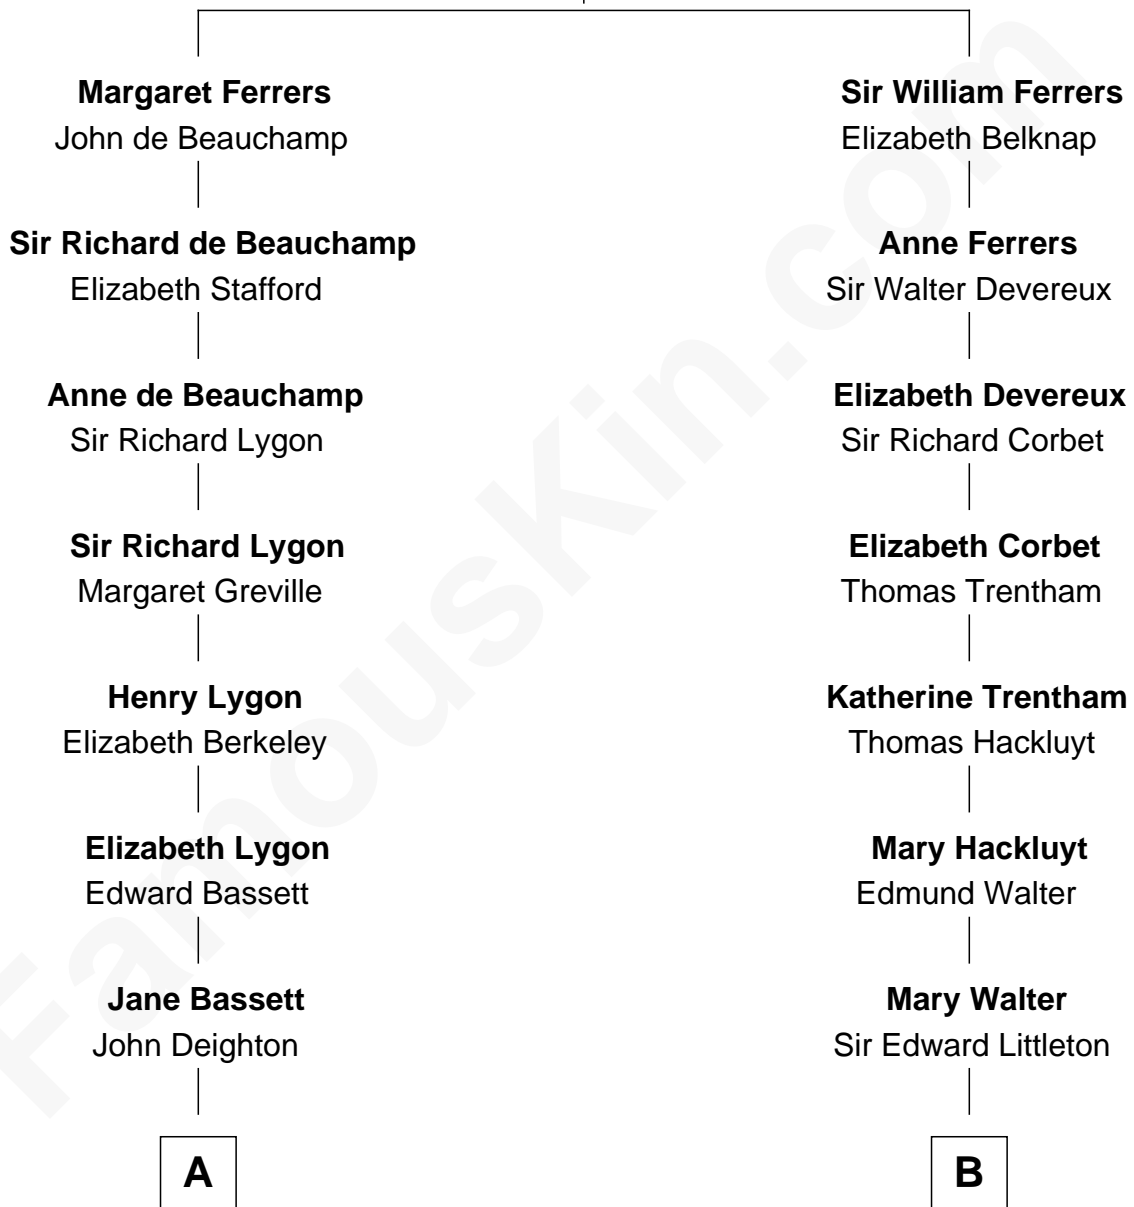 Margaret Ferrers
John de Beauchamp
Sir Richard de Beauchamp
Elizabeth Stafford
Anne de Beauchamp
Sir Richard Lygon
Sir Richard Lygon
Margaret Greville
Henry Lygon
Elizabeth Berkeley
Elizabeth Lygon
Edward Bassett
Jane Bassett
John Deighton
A
Sir William Ferrers
Elizabeth Belknap
Anne Ferrers
Sir Walter Devereux
Elizabeth Devereux
Sir Richard Corbet
Elizabeth Corbet
Thomas Trentham
Katherine Trentham
Thomas Hackluyt
Mary Hackluyt
Edmund Walter
Mary Walter
Sir Edward Littleton
B
FamousKin.com